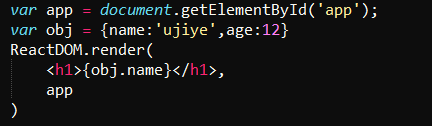 var app = document.getElementById('app');
var obj = {name:'ujiye',age:12}
ReactDOM.render(
    <h1>{obj.name}</h1>,
    app
)